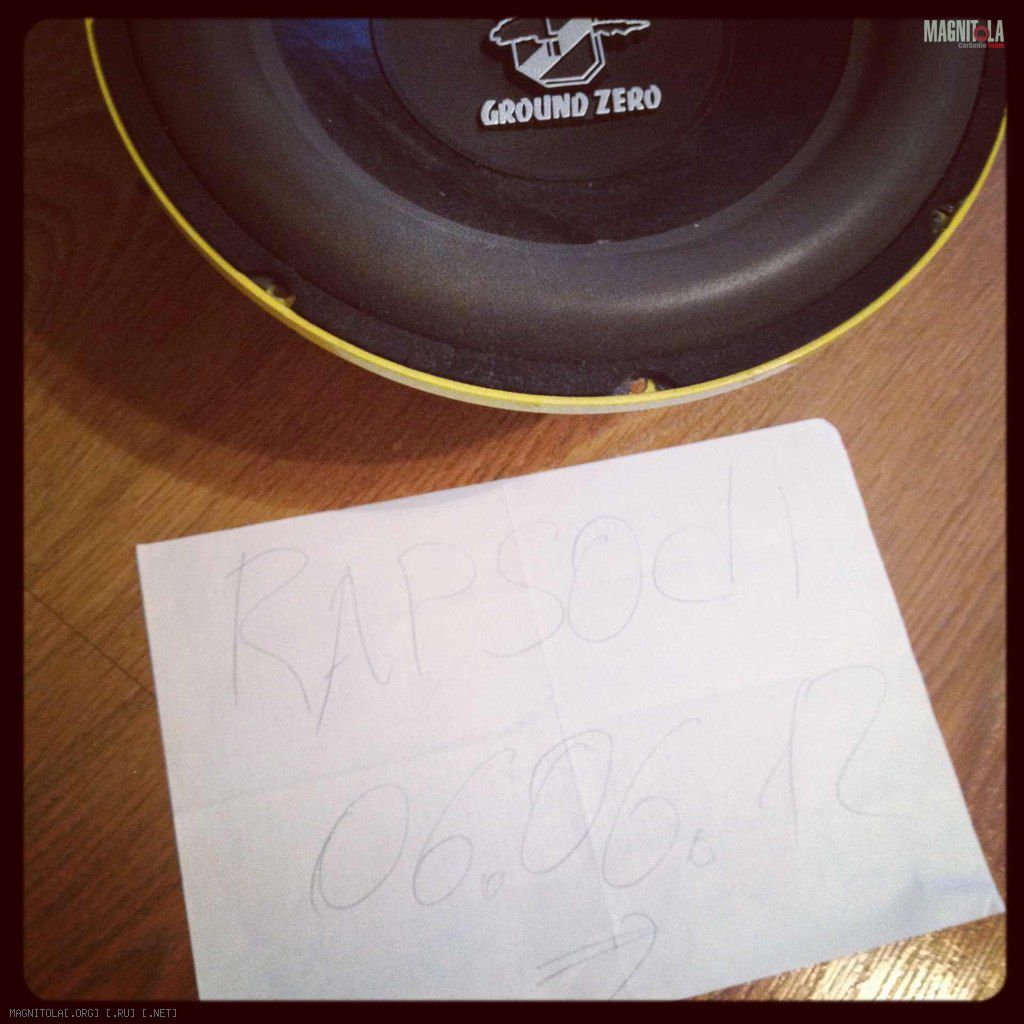 MAGNITOLA
CarAudio Team
GROUND ZERO
RAPSOdI
06.06.12
MAGNITOLA[.ORG] [.RU] [.NET]